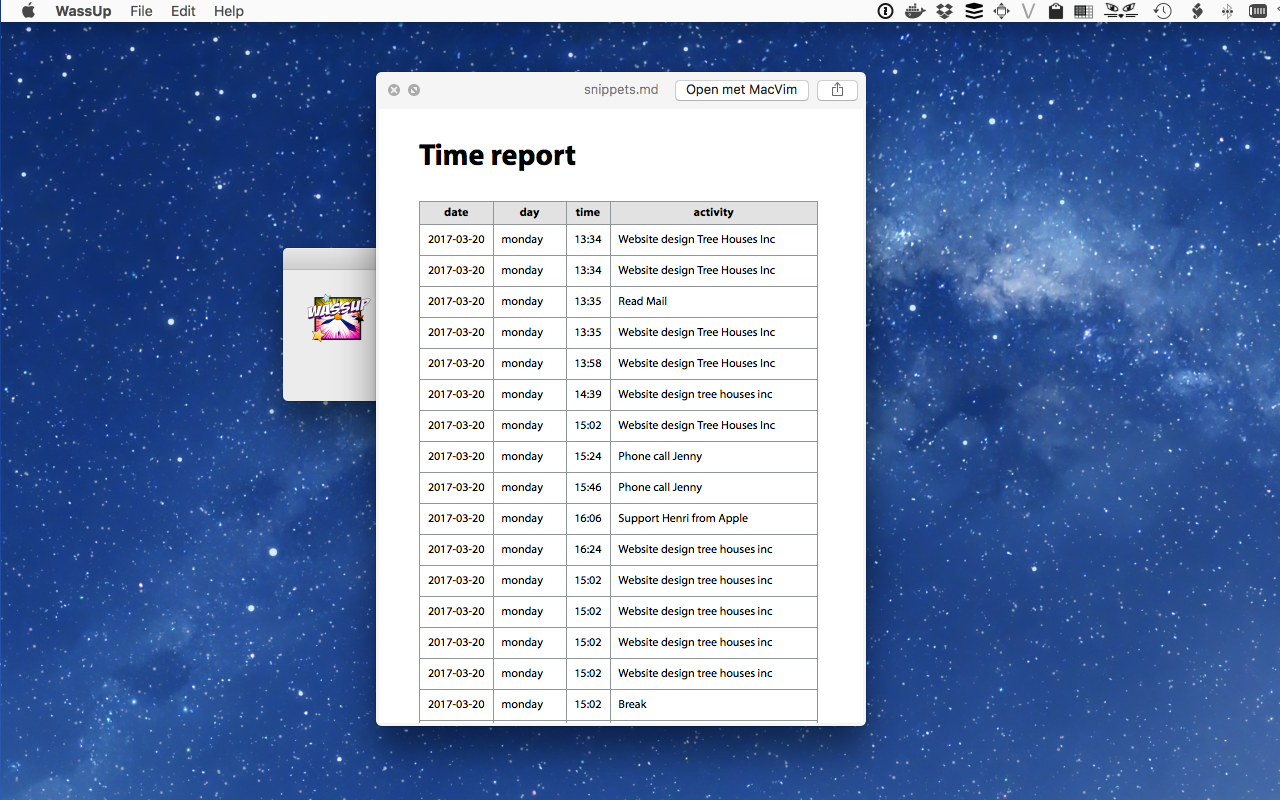 WassUp File Edit Help
snippets.md Open met MacVim
WASSUP
Time report
date day time activity
2017-03-20 monday 13:34 Website design Tree Houses Inc
2017-03-20 monday 13:34 Website design Tree Houses Inc
2017-03-20 monday 13:35 Read Mail
2017-03-20 monday 13:35 Website design Tree Houses Inc
2017-03-20 monday 13:58 Website design Tree Houses Inc
2017-03-20 monday 14:39 Website design tree houses inc
2017-03-20 monday 15:02 Website design Tree Houses Inc
2017-03-20 monday 15:24 Phone call Jenny
2017-03-20 monday 15:46 Phone call Jenny
2017-03-20 monday 16:06 Support Henri from Apple
2017-03-20 monday 16:24 Website design tree houses inc
2017-03-20 monday 15:02 Website design tree houses inc
2017-03-20 monday 15:02 Website design tree houses inc
2017-03-20 monday 15:02 Website design tree houses inc
2017-03-20 monday 15:02 Website design tree houses inc
2017-03-20 monday 15:02 Break